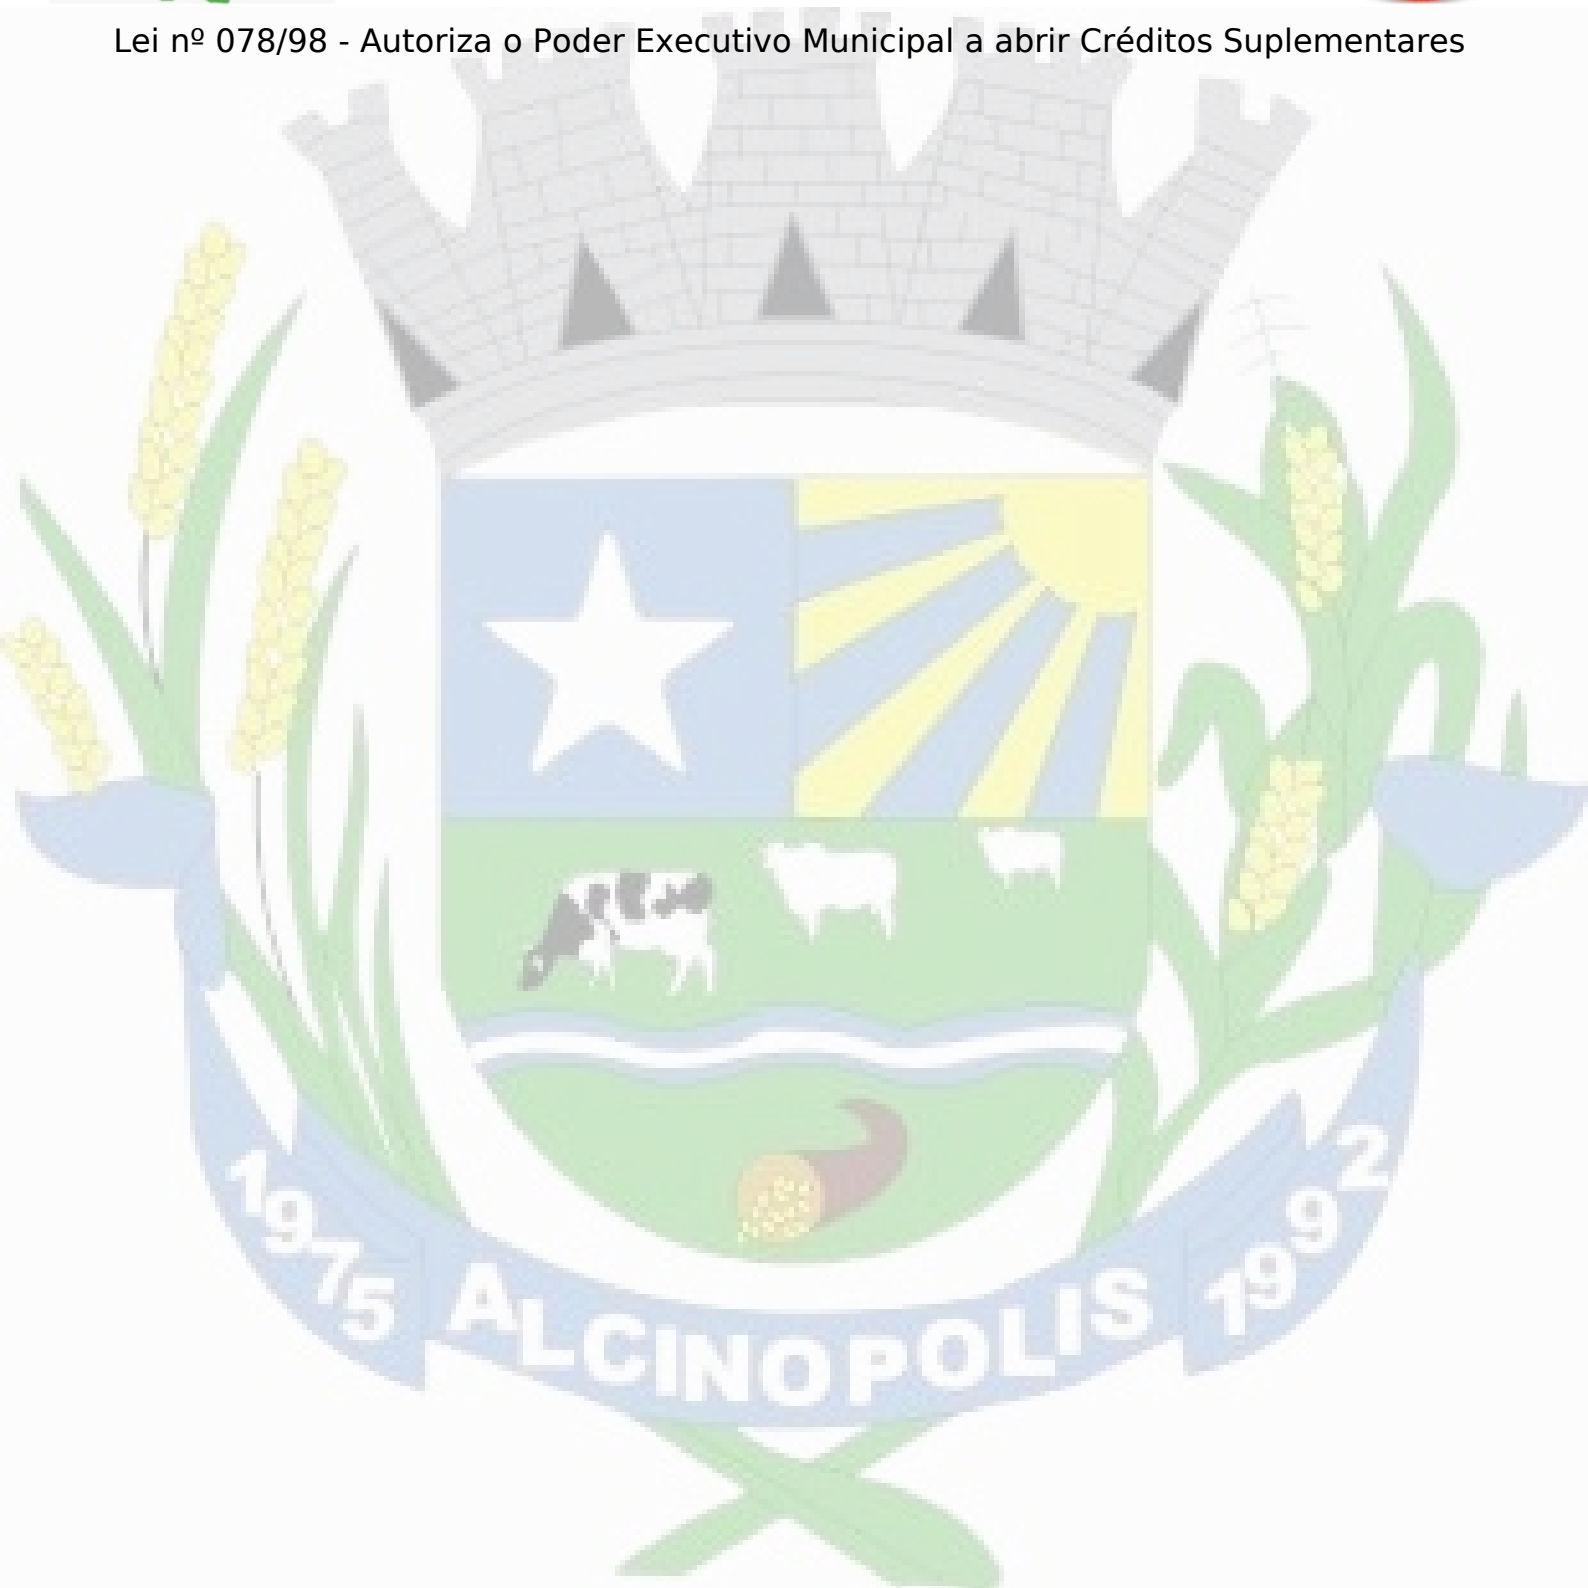 Lei nº 078/98 - Autoriza o Poder Executivo Municipal a abrir Créditos Suplementares
1975 ALCINOPOLIS 1992